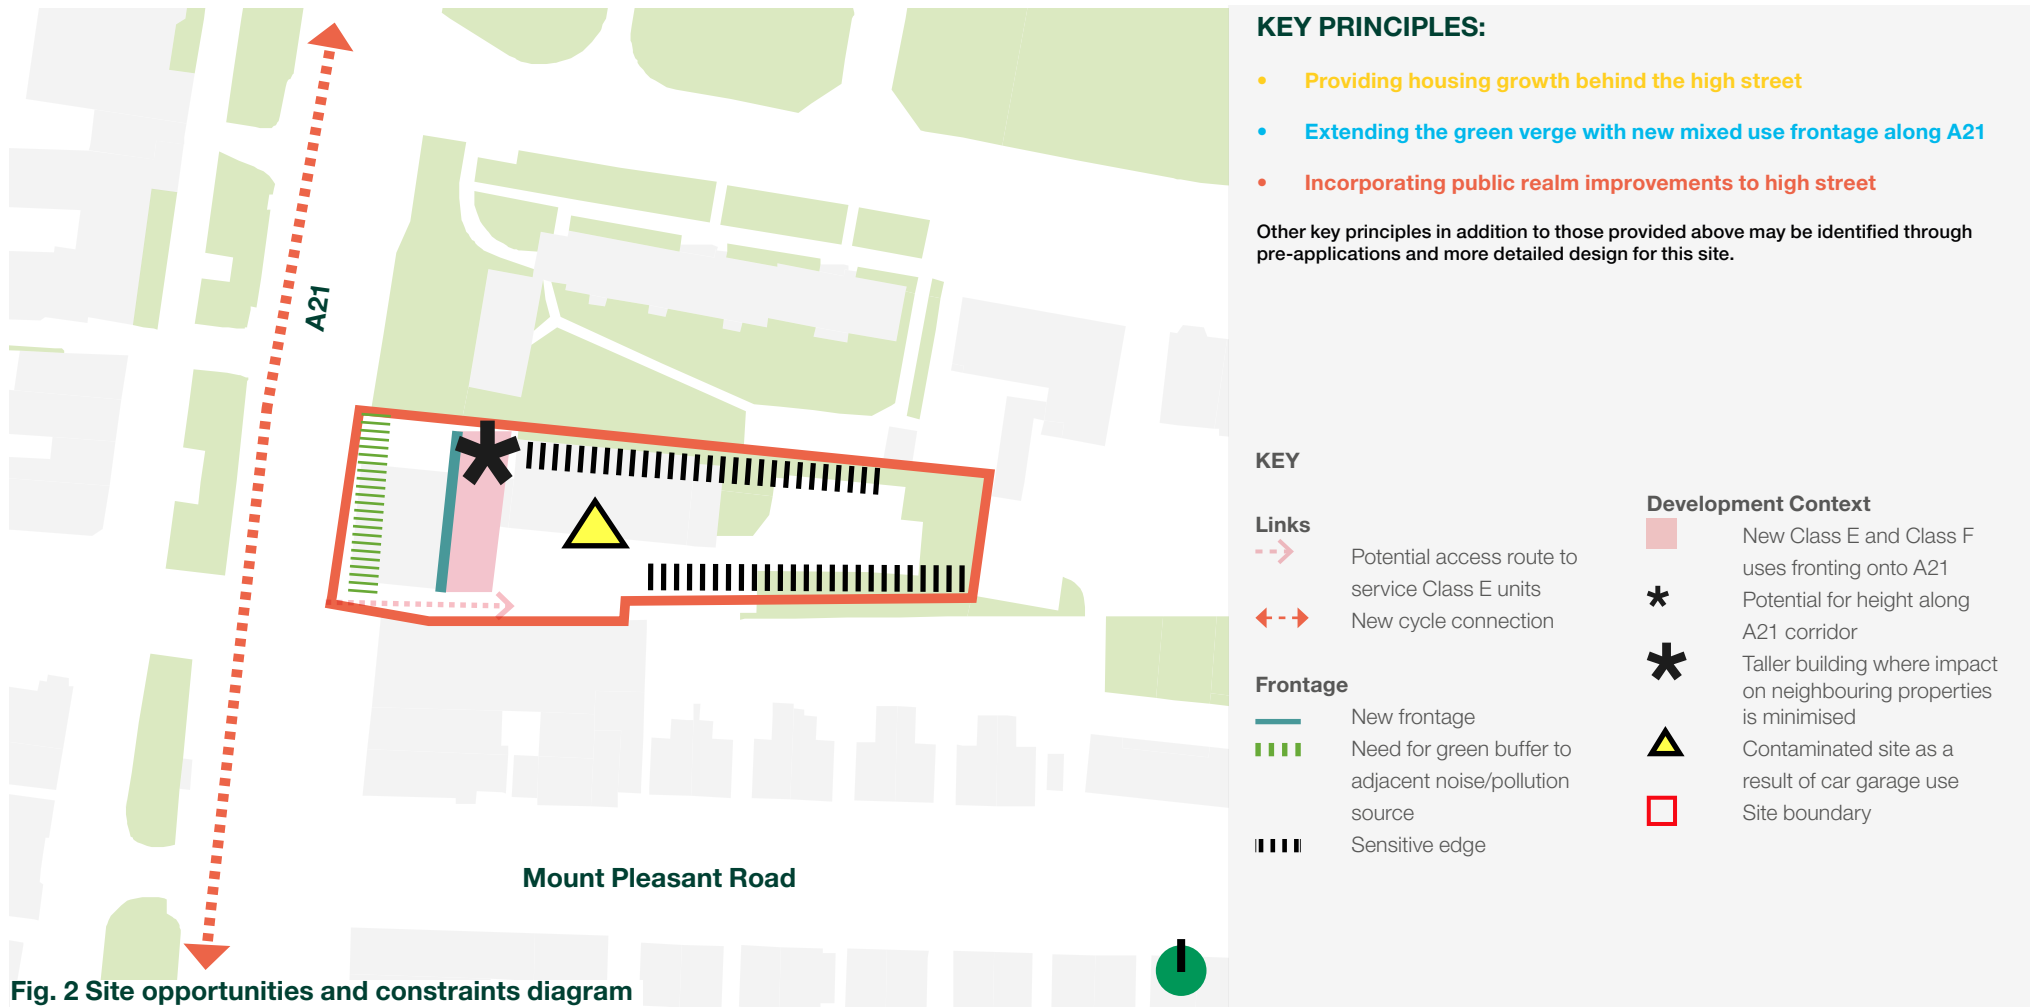 A21
Mount Pleasant Road
Fig. 2 Site opportunities and constraints diagram
KEY PRINCIPLES:
• Providing housing growth behind the high street
• Extending the green verge with new mixed use frontage along A21
• Incorporating public realm improvements to high street
Other key principles in addition to those provided above may be identified through
pre-applications and more detailed design for this site.
KEY
Links
Potential access route to
service Class E units
New cycle connection
Frontage
New frontage
Need for green buffer to
adjacent noise/pollution
source
Sensitive edge
Development Context
New Class E and Class F
uses fronting onto A21
Potential for height along
A21 corridor
Taller building where impact
on neighbouring properties
is minimised
Contaminated site as a
result of car garage use
Site boundary